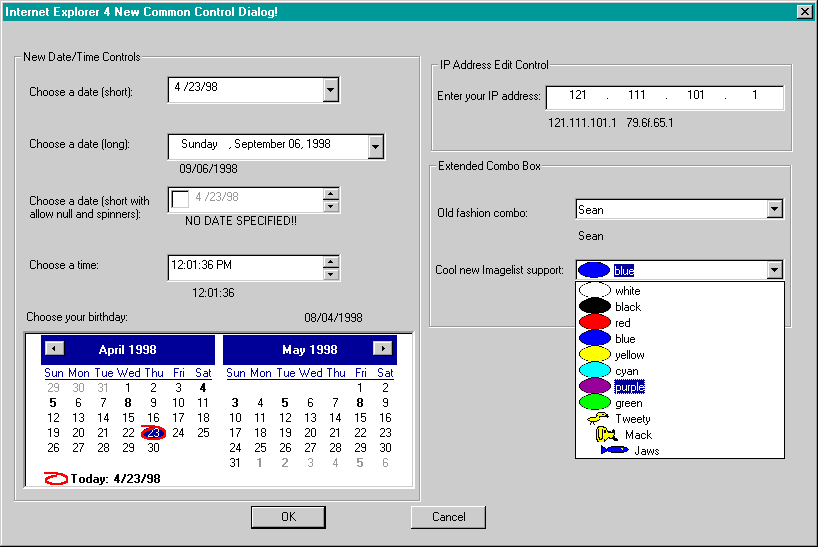 Internet Explorer 4 New Common Control Dialog!
New Date/Time Controls
Choose a date (short):
4 /23/98
Choose a date (long):
Sunday , September 06, 1998
09/06/1998
Choose a date (short with
allow null and spinners):
4 /23/98
NO DATE SPECIFIED!!
Choose a time:
12:01:36 PM
12:01:36
Choose your birthday:
08/04/1998
April 1998
Sun Mon Tue Wed Thu Fri Sat
29 30 31 1 2 3 4
5 6 7 8 9 10 11
12 13 14 15 16 17 18
19 20 21 22 23 24 25
26 27 28 29 30
May 1998
Sun Mon Tue Wed Thu Fri Sat
1 2
3 4 5 6 7 8 9
10 11 12 13 14 15 16
17 18 19 20 21 22 23
24 25 26 27 28 29 30
31 1 2 3 4 5 6
Today: 4/23/98
IP Address Edit Control
Enter your IP address:
121 . 111 . 101 . 1
121.111.101.1 79.6f.65.1
Extended Combo Box
Old fashion combo:
Sean
Sean
Cool new Imagelist support:
blue
white
black
red
blue
yellow
cyan
purple
green
Tweety
Mack
Jaws
OK
Cancel